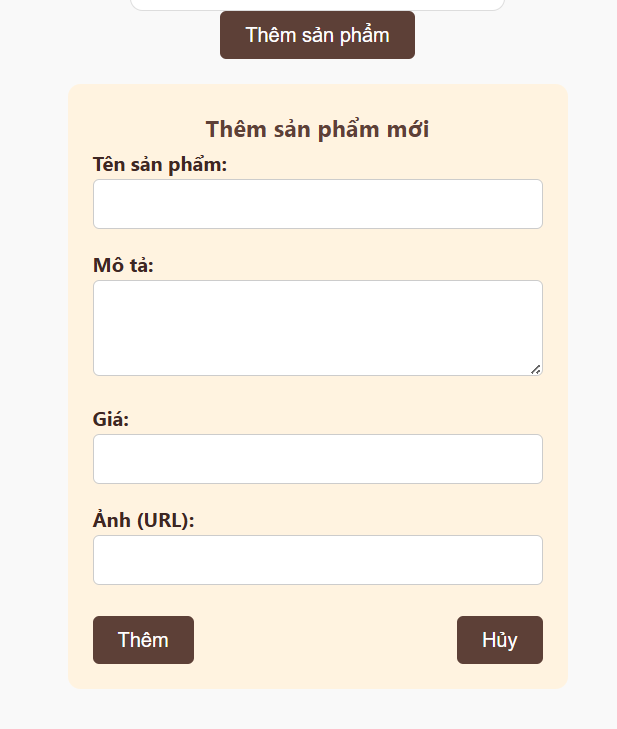 Thêm sản phẩm
Thêm sản phẩm mới
Tên sản phẩm:
Mô tả:
Giá:
Ảnh (URL):
Thêm
Hủy